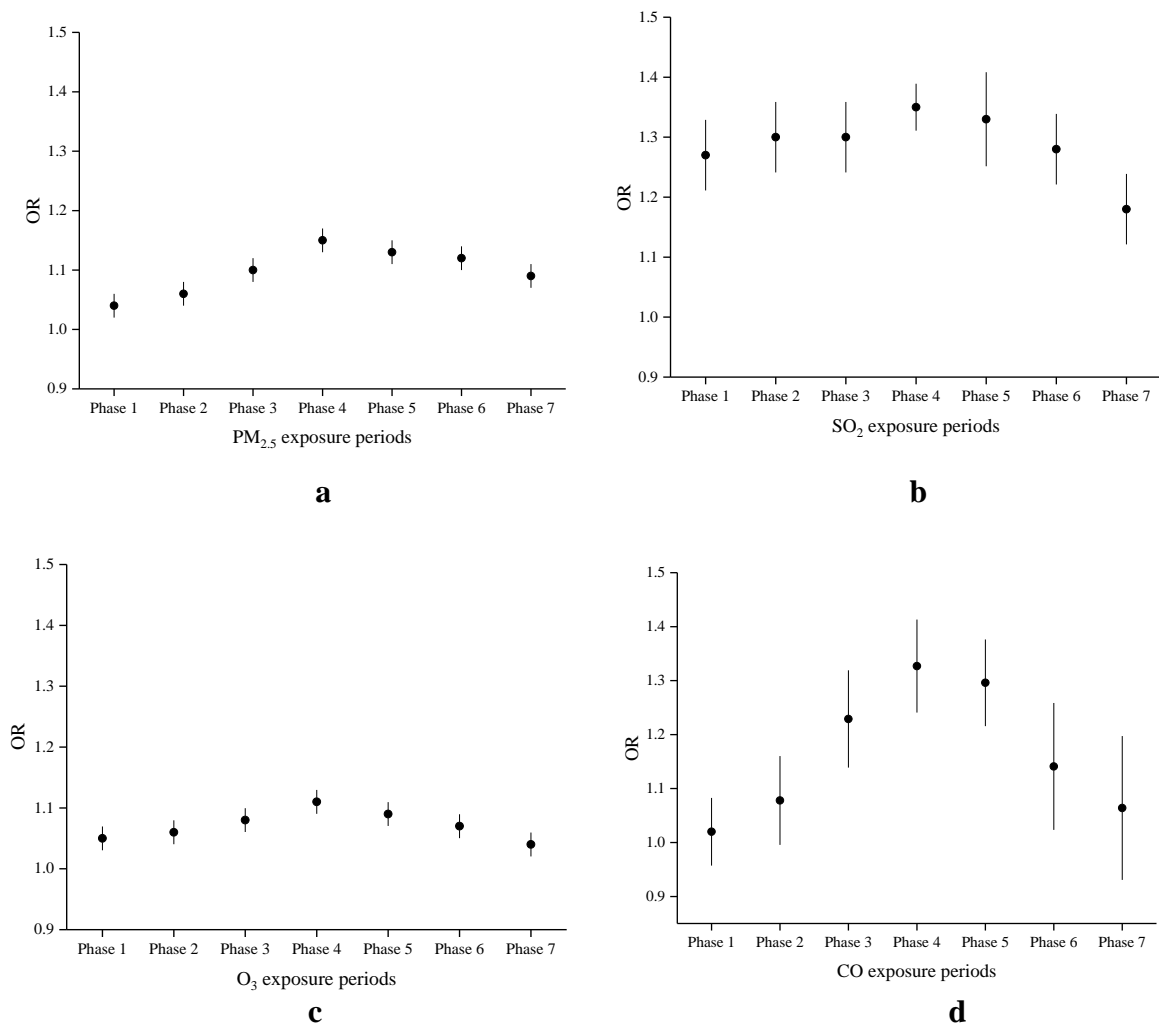 1.5
1.4
1.3
1.2
1.1
1.0
0.9
OR
Phase 1 Phase 2 Phase 3 Phase 4 Phase 5 Phase 6 Phase 7
PM2.5 exposure periods
a
1.5
1.4
1.3
1.2
1.1
1.0
0.9
OR
Phase 1 Phase 2 Phase 3 Phase 4 Phase 5 Phase 6 Phase 7
SO2 exposure periods
b
1.5
1.4
1.3
1.2
1.1
1.0
0.9
OR
Phase 1 Phase 2 Phase 3 Phase 4 Phase 5 Phase 6 Phase 7
O3 exposure periods
c
1.5
1.4
1.3
1.2
1.1
1.0
0.9
OR
Phase 1 Phase 2 Phase 3 Phase 4 Phase 5 Phase 6 Phase 7
CO exposure periods
d